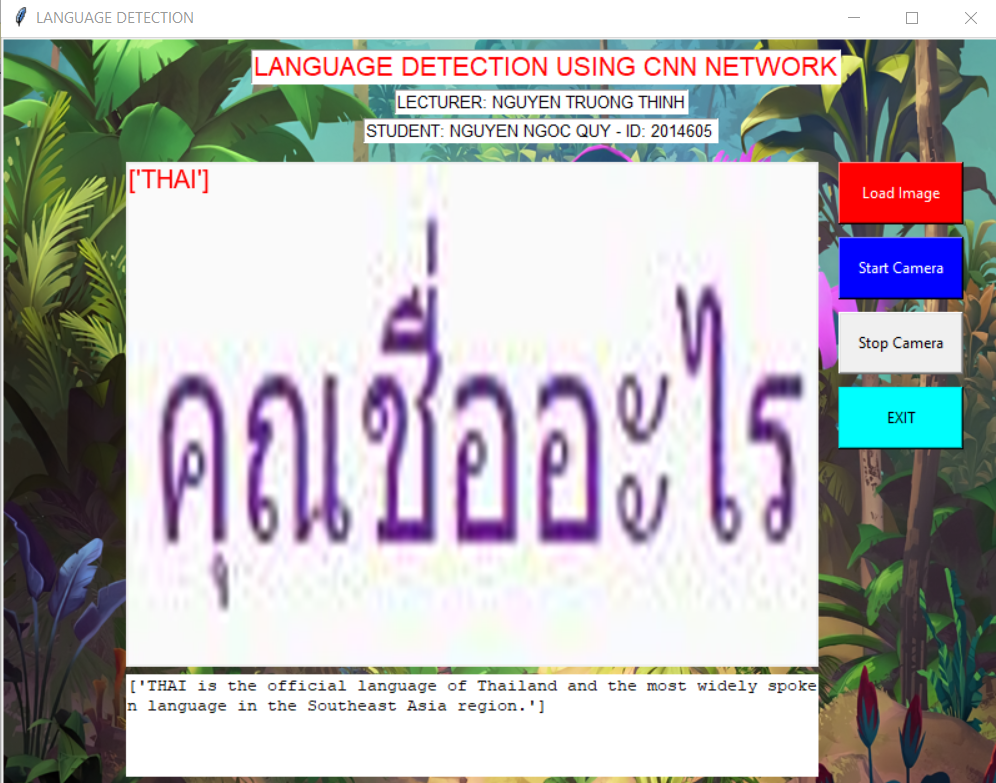 LANGUAGE DETECTION
LANGUAGE DETECTION USING CNN NETWORK
LECTURER: NGUYEN TRUONG THINH
STUDENT: NGUYEN NGOC QUY - ID: 2014605
['THAI']
คุณชื่ออะไร
Load Image
Start Camera
Stop Camera
EXIT
['THAI is the official language of Thailand and the most widely spoke
n language in the Southeast Asia region.']